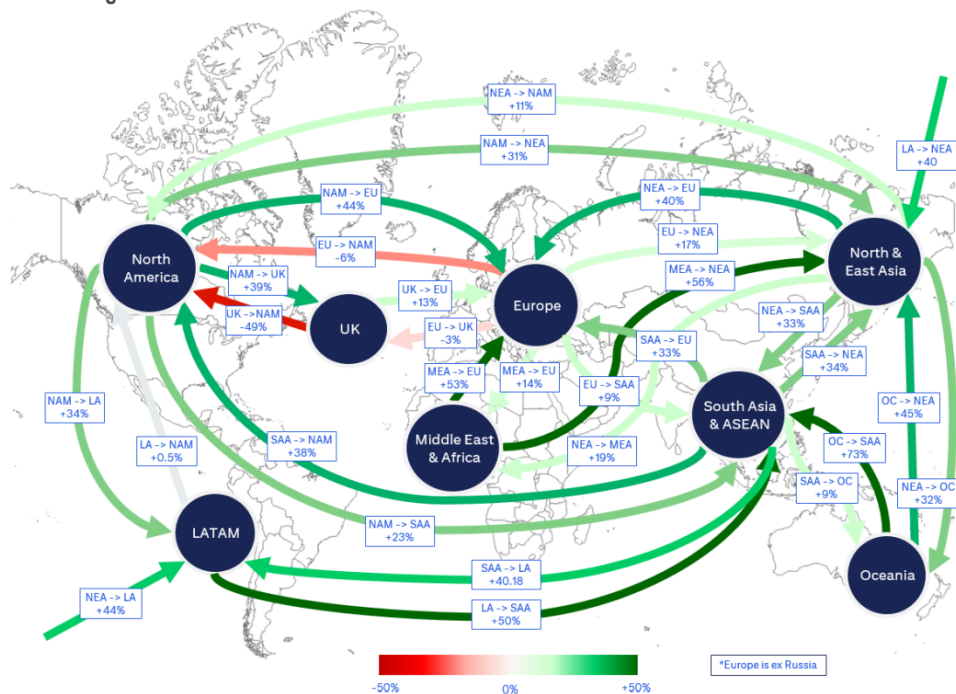 NEA -> NAM
+11%
NAM -> NEA
+31%
LA -> NEA
+40
NAM -> EU
+44%
NEA -> EU
+40%
EU -> NAM
-6%
EU -> NEA
+17%
North
America
North &
East Asia
MEA -> NEA
+56%
NAM -> UK
+39%
UK -> EU
+13%
Europe
UK -> NAM
-49%
UK
EU -> UK
-3%
NEA -> SAA
+33%
SAA -> EU
+33%
SAA -> NEA
+34%
MEA -> EU
+53%
MEA -> EU
+14%
EU -> SAA
+9%
NAM -> LA
+34%
South Asia
& ASEAN
OC -> NEA
+45%
LA -> NAM
+0.5%
SAA -> NAM
+38%
Middle East
& Africa
NEA -> MEA
+19%
OC -> SAA
+73%
SAA -> OC
+9%
NEA -> OC
+32%
LATAM
NAM -> SAA
+23%
SAA -> LA
+40.18
Oceania
NEA -> LA
+44%
LA -> SAA
+50%
-50%
0%
+50%
*Europe is ex Russia